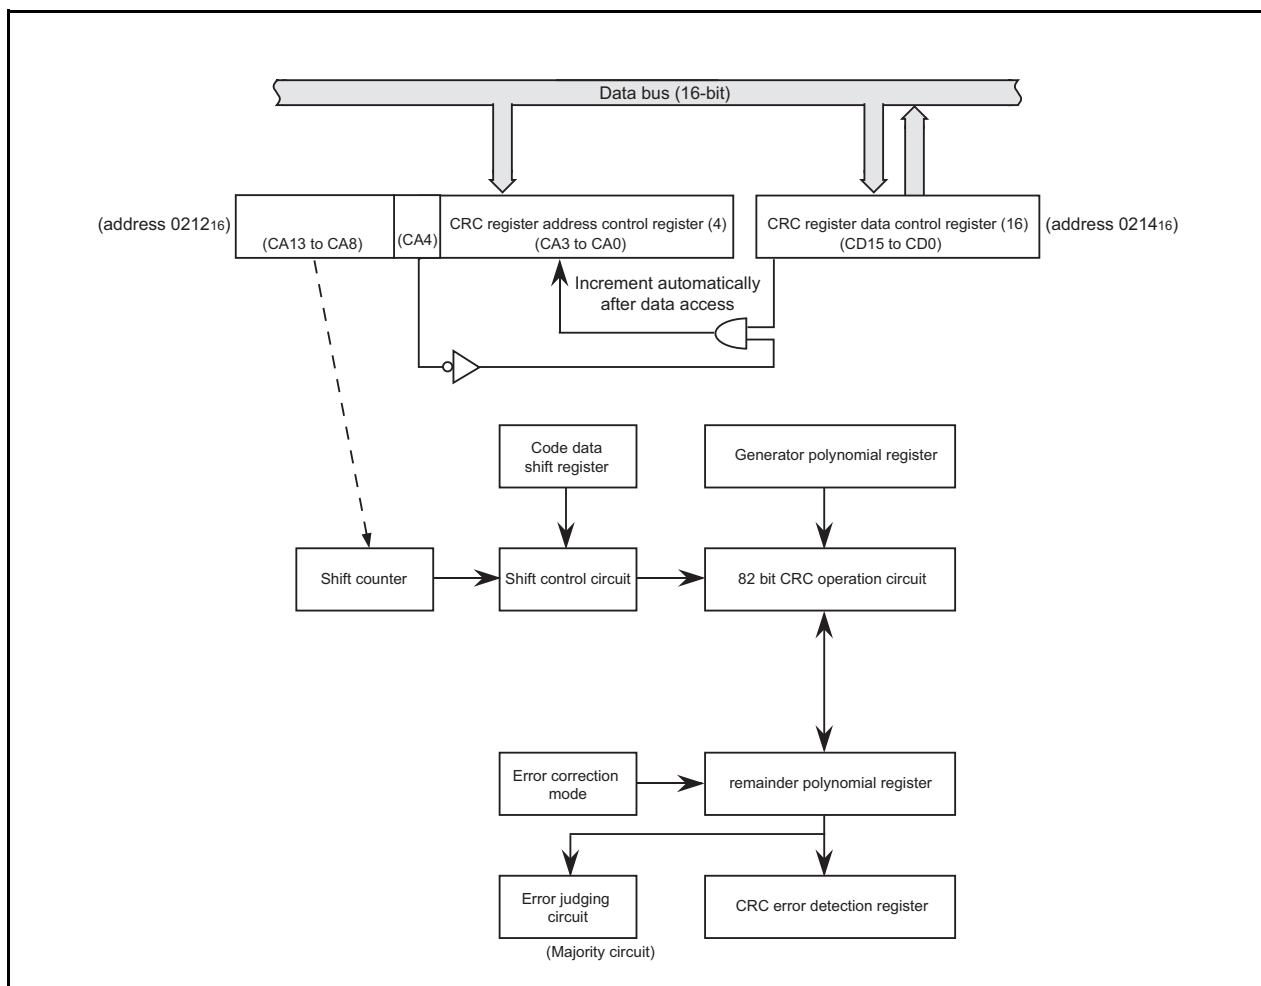 Data bus (16-bit)
(address 021216)
(CA13 to CA8)
(CA4)
CRC register address control register (4)
(CA3 to CA0)
CRC register data control register (16)
(CD15 to CD0)
(address 021416)
Increment automatically
after data access
Code data
shift register
Generator polynomial register
Shift counter
Shift control circuit
82 bit CRC operation circuit
Error correction
mode
remainder polynomial register
Error judging
circuit
CRC error detection register
(Majority circuit)